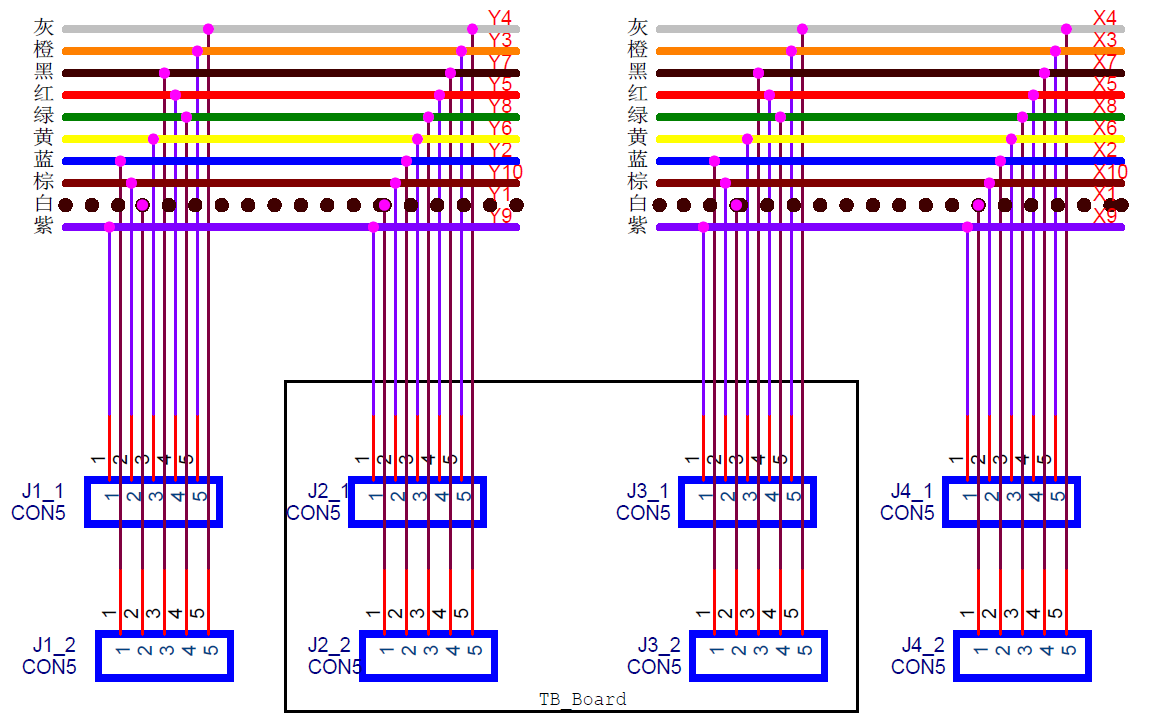 灰 Y4 灰 X4
橙 Y3 橙 X3
黑 Y7 黑 X7
红 Y5 红 X5
绿 Y8 绿 X8
黄 Y6 黄 X6
蓝 Y2 蓝 X2
棕 Y10 棕 X10
白 Y1 白 X1
紫 Y9 紫 X9
1 2 3 4 5 1 2 3 4 5 1 2 3 4 5 1 2 3 4 5
J1_1 1 2 3 4 5 J2_1 1 2 3 4 5 J3_1 1 2 3 4 5 J4_1 1 2 3 4 5
CON5 CON5 CON5 CON5
1 2 3 4 5 1 2 3 4 5 1 2 3 4 5 1 2 3 4 5
J1_2 1 2 3 4 5 J2_2 1 2 3 4 5 J3_2 1 2 3 4 5 J4_2 1 2 3 4 5
CON5 CON5 CON5 CON5
TB_Board